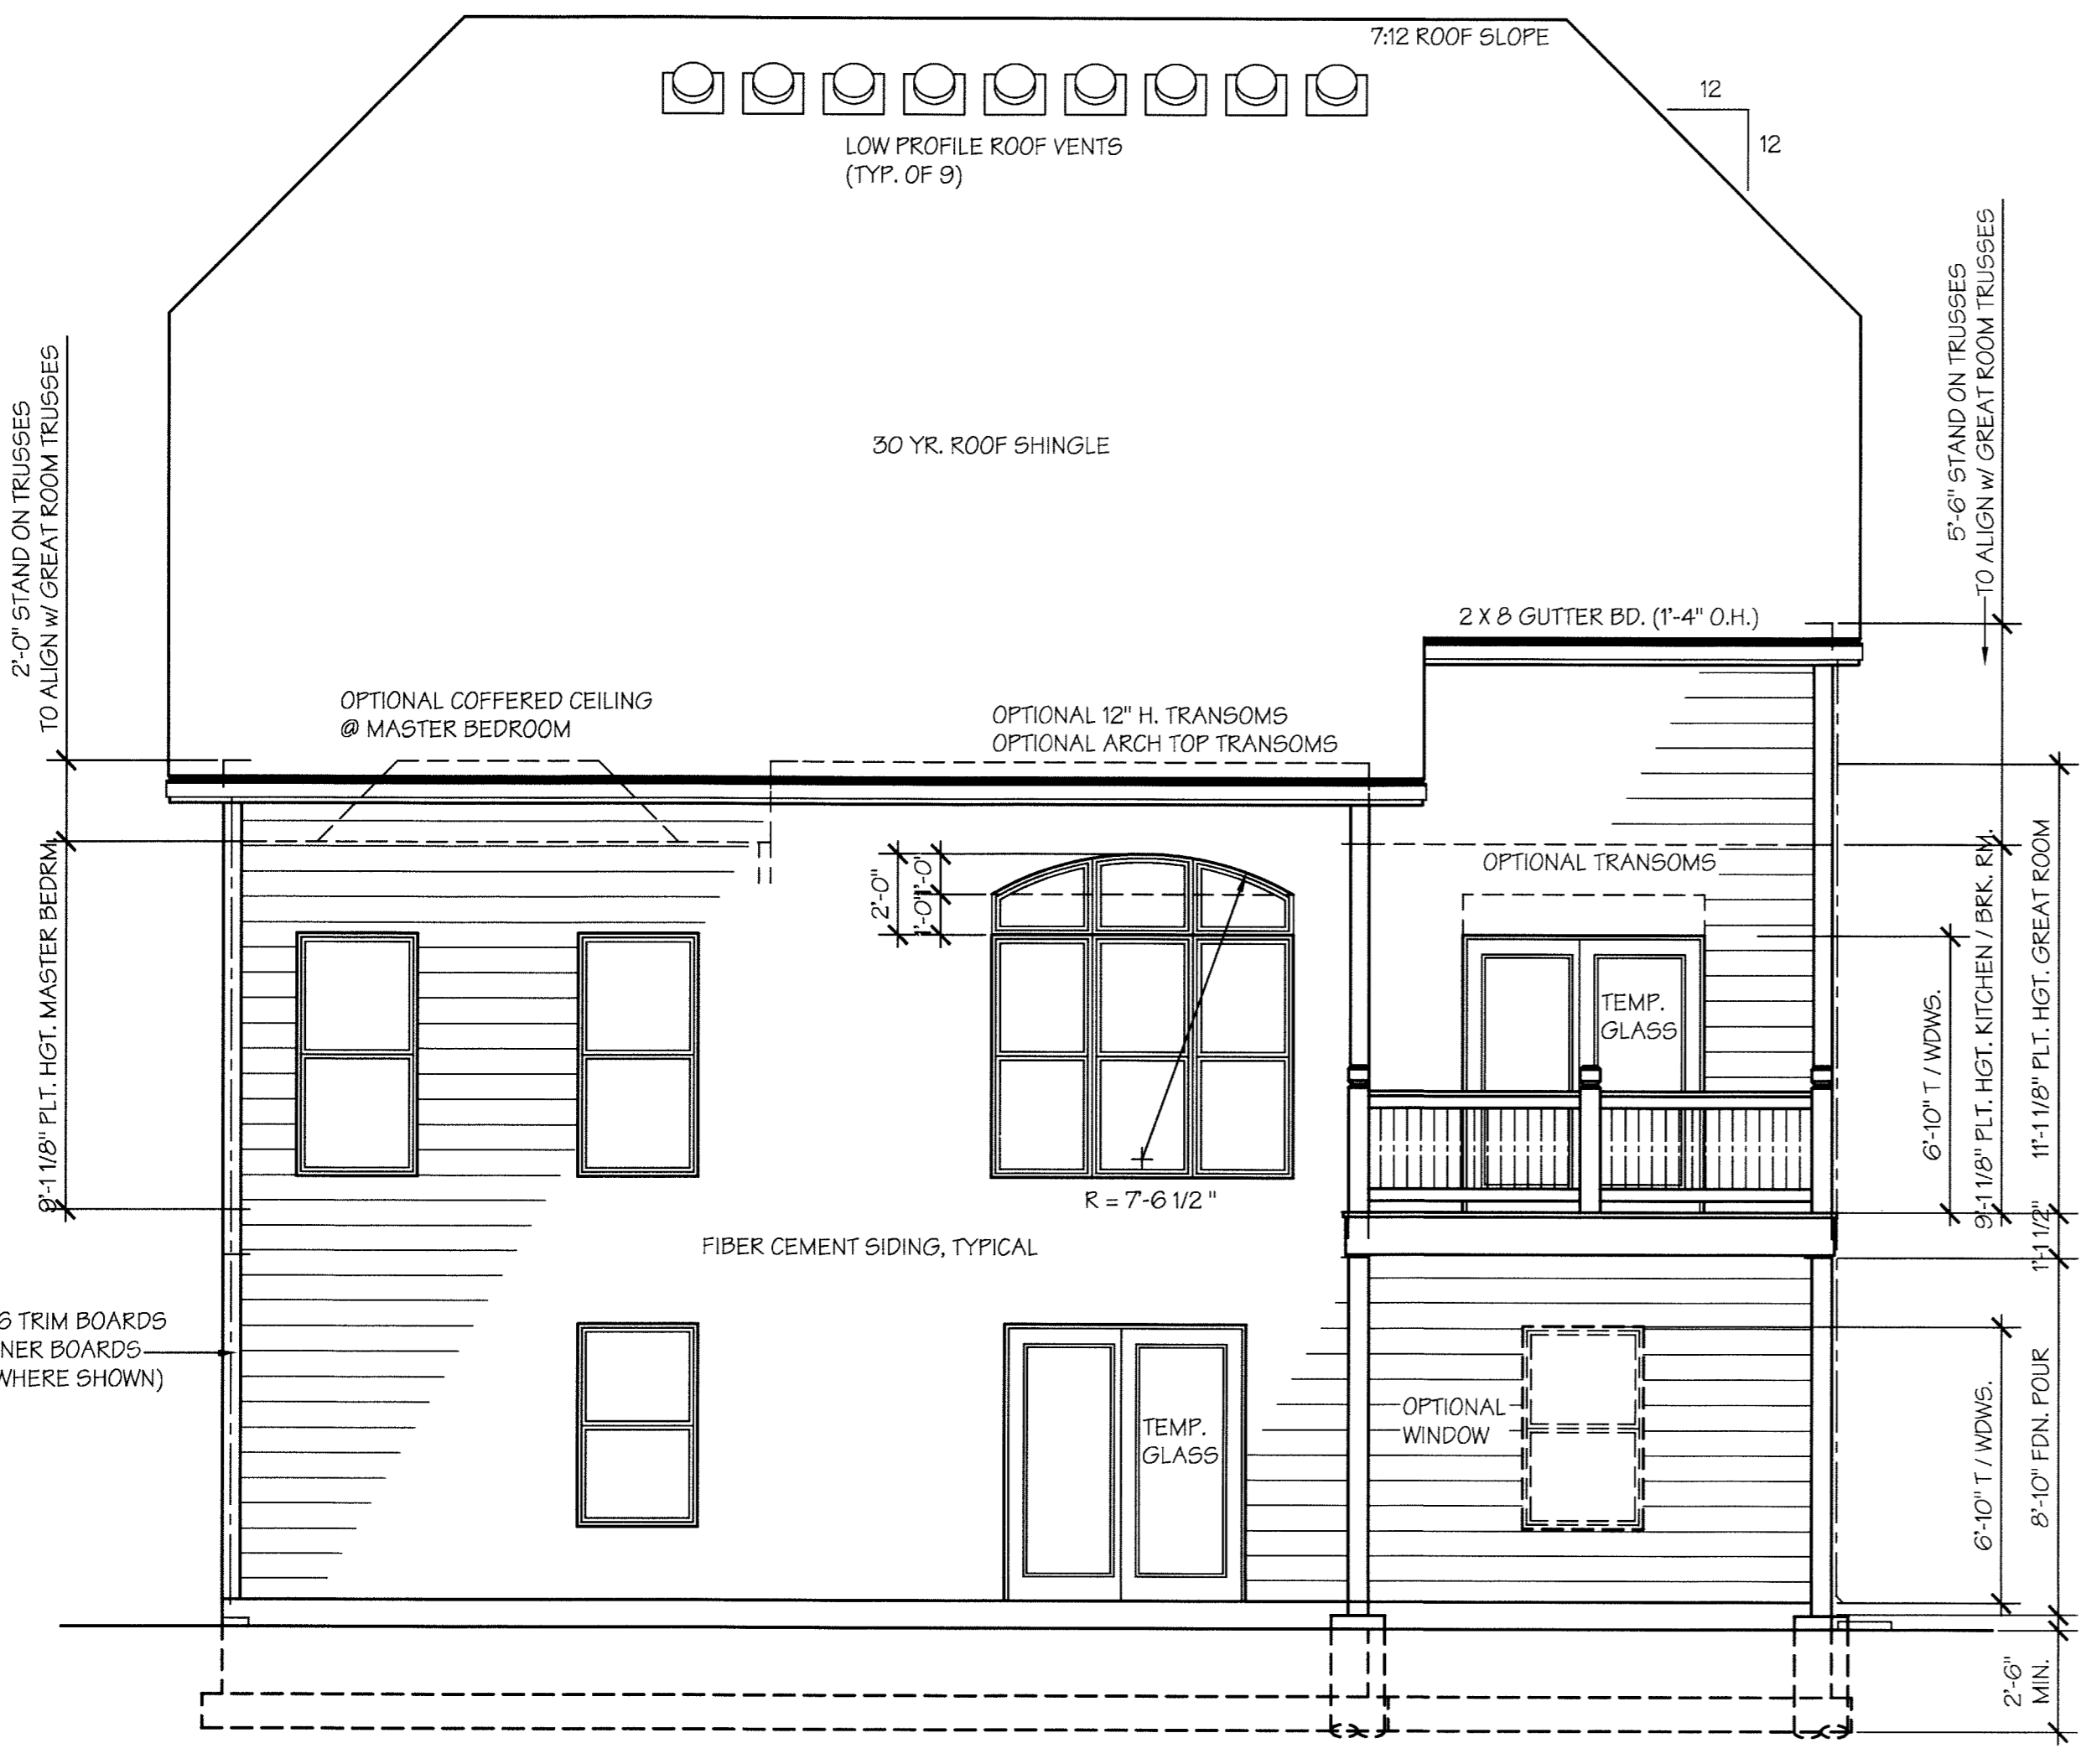 7:12 ROOF SLOPE
12
12
LOW PROFILE ROOF VENTS
(TYP. OF 9)
30 YR. ROOF SHINGLE
2'-0" STAND ON TRUSSES
TO ALIGN w/ GREAT ROOM TRUSSES
5'-6" STAND ON TRUSSES
TO ALIGN w/ GREAT ROOM TRUSSES
2 X 8 GUTTER BD. (1'-4" O.H.)
OPTIONAL COFFERED CEILING
@ MASTER BEDROOM
OPTIONAL 12" H. TRANSOMS
OPTIONAL ARCH TOP TRANSOMS
9'-1 1/8" PLT. HGT. MASTER BEDRM.
2'-0"
1'-0"
1'-0"
OPTIONAL TRANSOMS
TEMP.
GLASS
6'-10" T / WDWS.
9'-1 1/8" PLT. HGT. KITCHEN / BRK. RM.
11'-1 1/8" PLT. HGT. GREAT ROOM
R = 7'-6 1/2 "
1'-1 1/2"
FIBER CEMENT SIDING, TYPICAL
6 TRIM BOARDS
NER BOARDS
WHERE SHOWN)
TEMP.
GLASS
OPTIONAL
WINDOW
6'-10" T / WDWS.
8'-10" FDN. POUR
2'-6"
MIN.